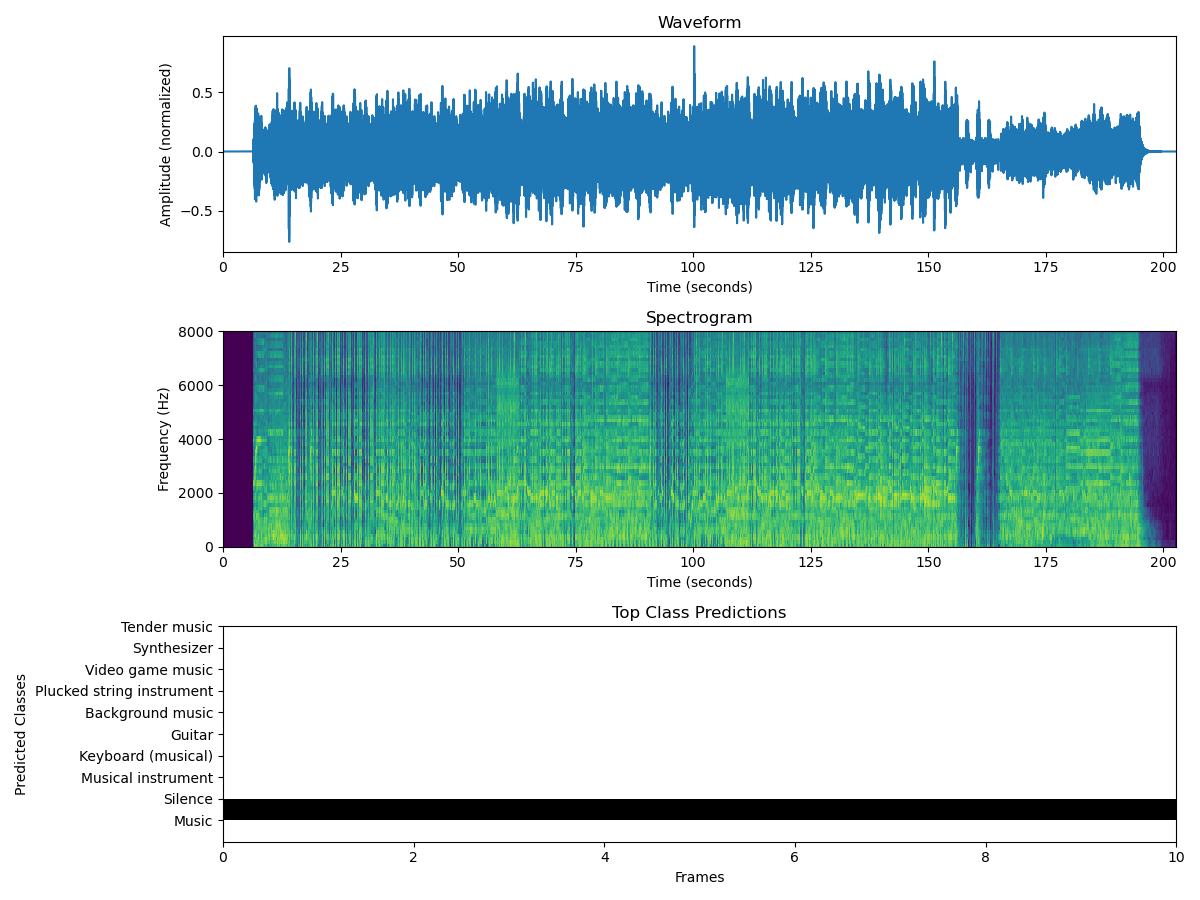 Waveform
Amplitude (normalized)
0.5
0.0
−0.5
0 25 50 75 100 125 150 175 200
Time (seconds)
Spectrogram
Frequency (Hz)
8000
6000
4000
2000
0
0 25 50 75 100 125 150 175 200
Time (seconds)
Top Class Predictions
Predicted Classes
Tender music
Synthesizer
Video game music
Plucked string instrument
Background music
Guitar
Keyboard (musical)
Musical instrument
Silence
Music
0 2 4 6 8 10
Frames